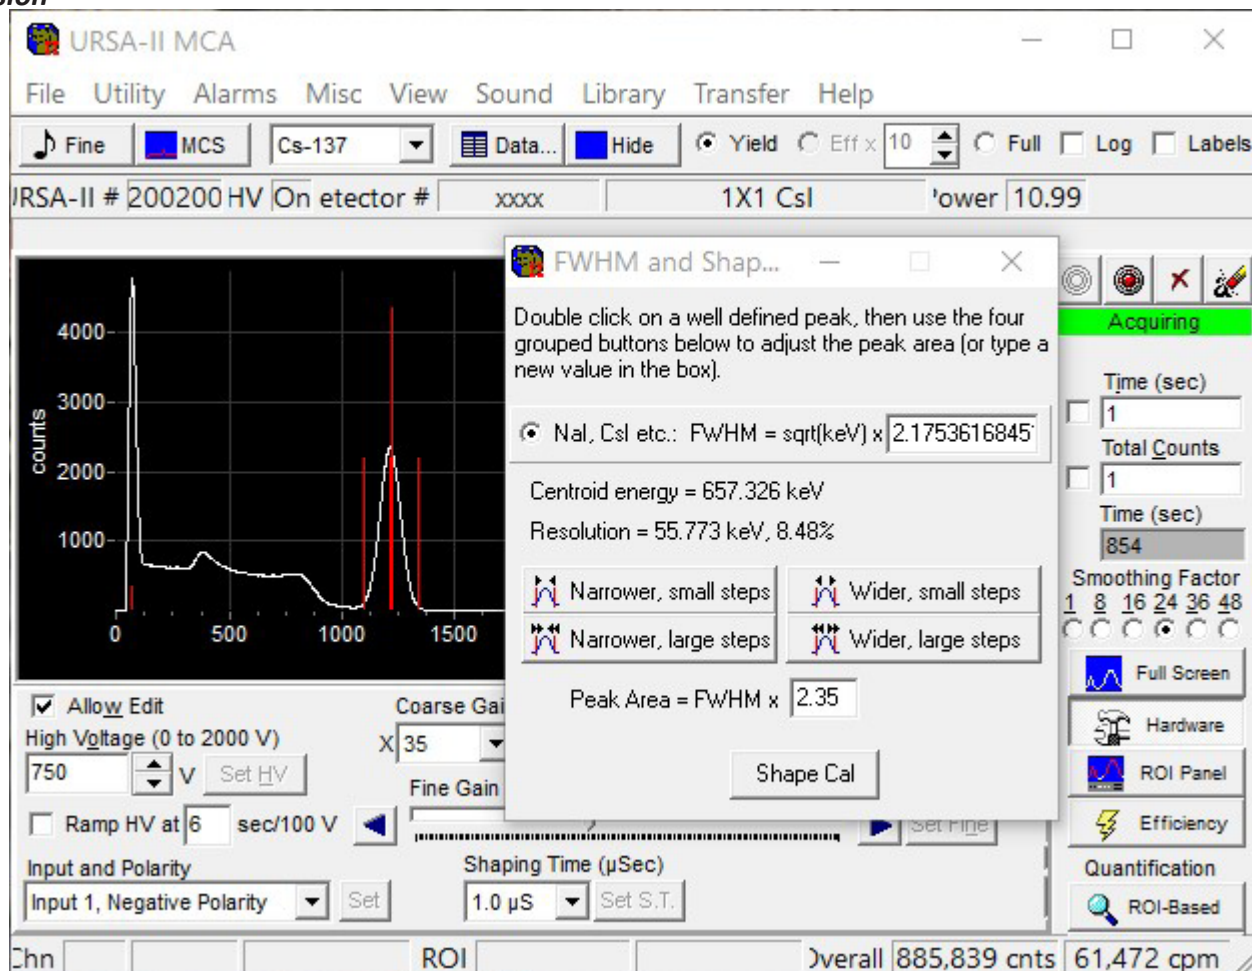 URSA-II MCA
File Utility Alarms Misc View Sound Library Transfer Help
Fine MCS Cs-137 Data... Hide Yield Eff x 10 Full Log Labels
URSA-II # 200200 HV On etector # xxxx 1X1 CsI Power 10.99
FWHM and Shap...
Double click on a well defined peak, then use the four
grouped buttons below to adjust the peak area (or type a
new value in the box).
NaI, CsI etc.: FWHM = sqrt(keV) x 2.1753616845
Centroid energy = 657.326 keV
Resolution = 55.773 keV, 8.48%
Narrower, small steps Wider, small steps
Narrower, large steps Wider, large steps
Peak Area = FWHM x 2.35
Shape Cal
counts
4000
3000
2000
1000
0 500 1000 1500
Acquiring
Time (sec)
1
Total Counts
1
Time (sec)
854
Smoothing Factor
1 8 16 24 36 48
Full Screen
Hardware
ROI Panel
Efficiency
Quantification
ROI-Based
Allow Edit
High Voltage (0 to 2000 V)
750 V Set HV
Ramp HV at 6 sec/100 V
Input and Polarity
Input 1, Negative Polarity Set
Coarse Gai
X 35
Fine Gain
Set Fine
Shaping Time (µSec)
1.0 µS Set S.T.
Chn ROI Overall 885,839 cnts 61,472 cpm